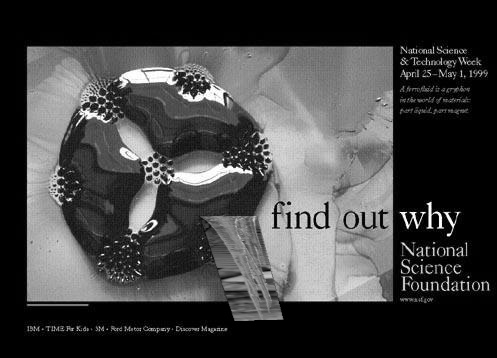 National Science
& Technology Week
April 25-May 1, 1999
A ferrofluid is a gryphon
in the world of materials:
part liquid, part magnet.
find out why
National
Science
Foundation
www.nsf.gov
IBM • TIME For Kids • 3M • Ford Motor Company • Discover Magazine